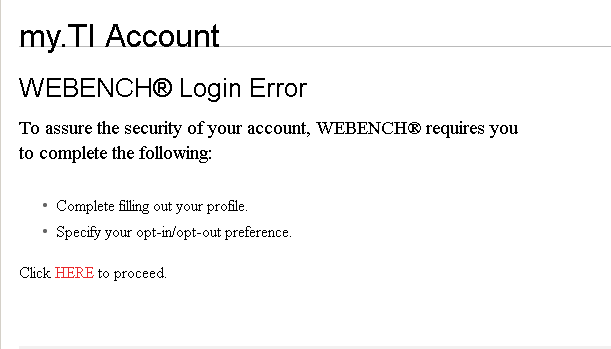 my.TI Account
WEBENCH® Login Error
To assure the security of your account, WEBENCH® requires you
to complete the following:
• Complete filling out your profile.
• Specify your opt-in/opt-out preference.
Click HERE to proceed.